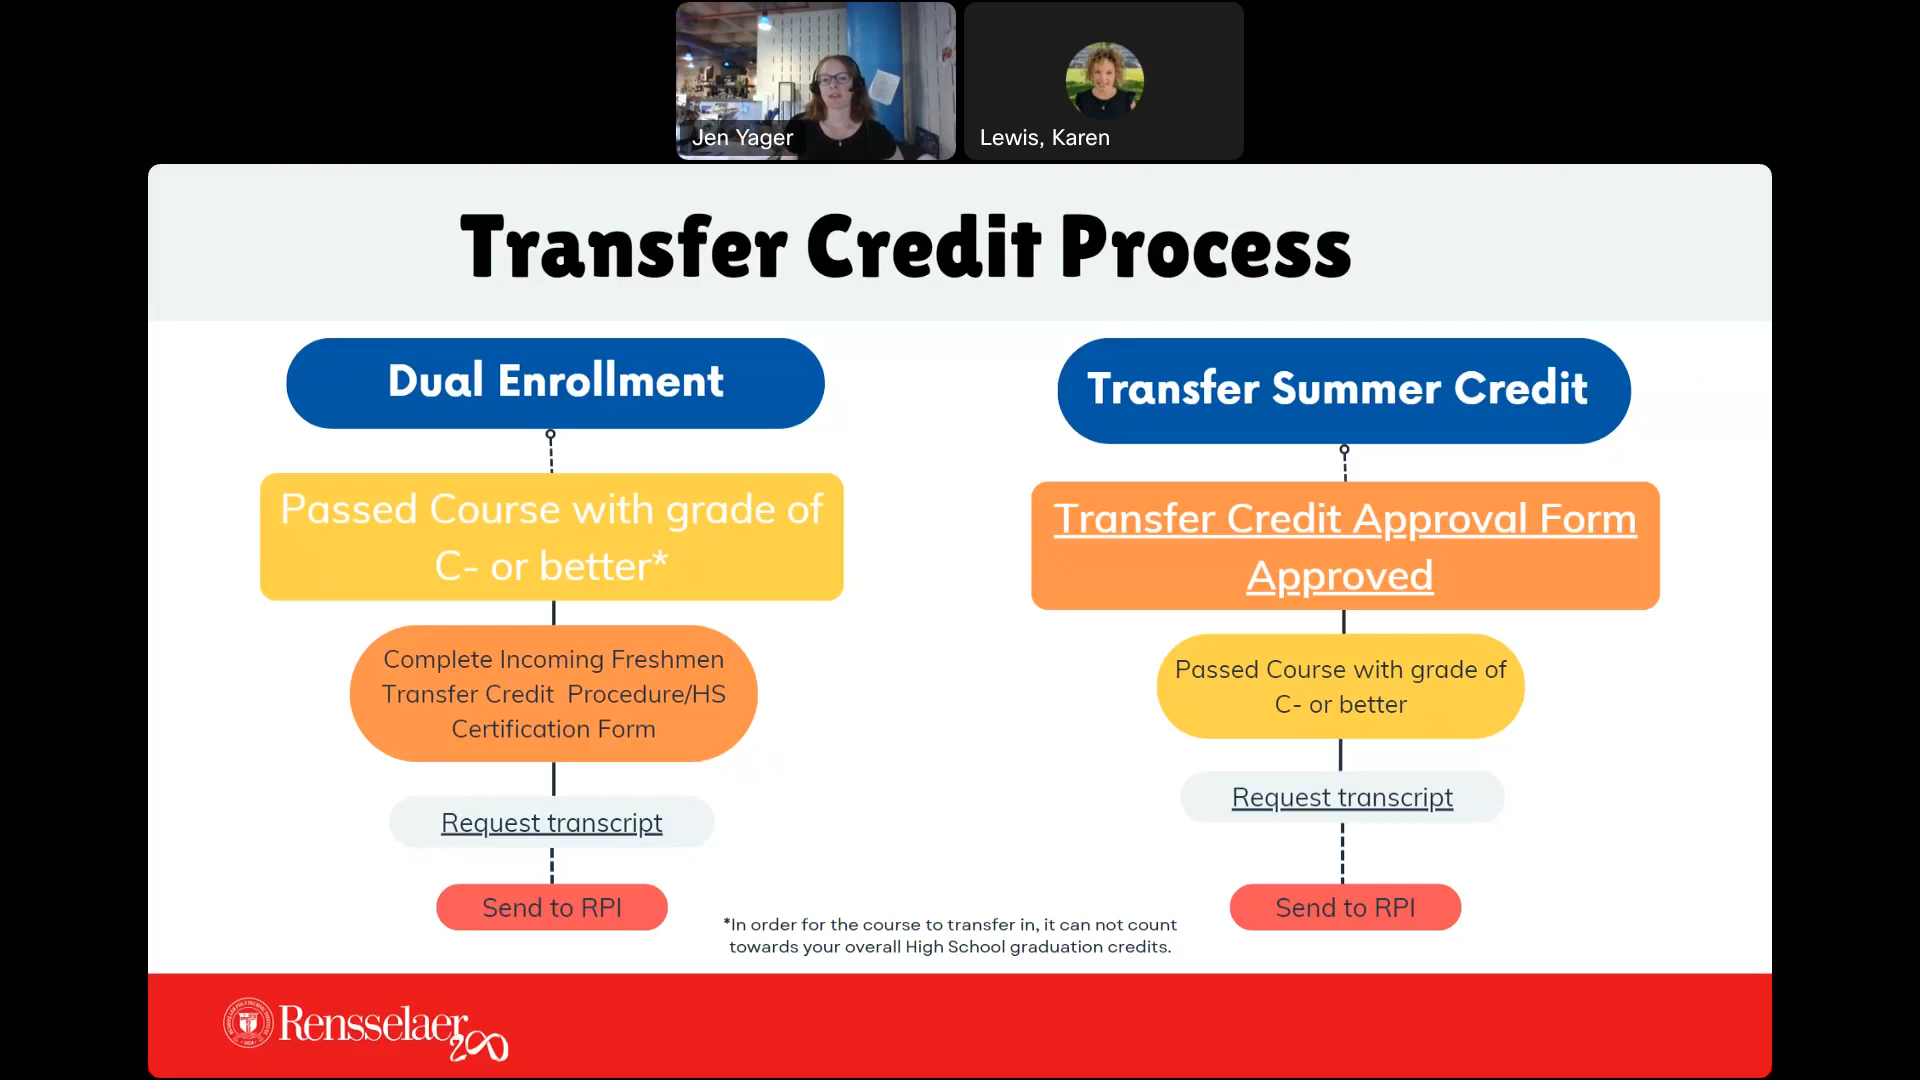 Jen Yager
Lewis, Karen
Transfer Credit Process
Dual Enrollment
Passed Course with grade of
C- or better*
Complete Incoming Freshmen
Transfer Credit Procedure/HS
Certification Form
Request transcript
Send to RPI
Transfer Summer Credit
Transfer Credit Approval Form
Approved
Passed Course with grade of
C- or better
Request transcript
Send to RPI
*In order for the course to transfer in, it can not count
towards your overall High School graduation credits.
Rensselaer
200